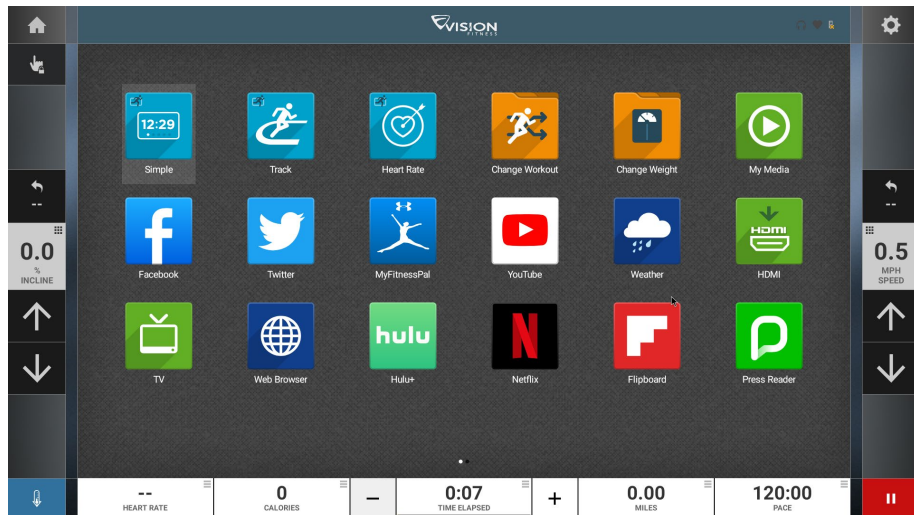 VISION
FITNESS
12:29
Simple
Track
Heart Rate
Change Workout
Change Weight
My Media
--
--
0.0
%
INCLINE
0.5
MPH
SPEED
f
Facebook
Twitter
MyFitnessPal
YouTube
Weather
HDMI
HDMI
TV
hulu
N
Web Browser
Hulu+
Netflix
Flipboard
Press Reader
--
HEART RATE
0
CALORIES
−
0:07
TIME ELAPSED
+
0.00
MILES
120:00
PACE